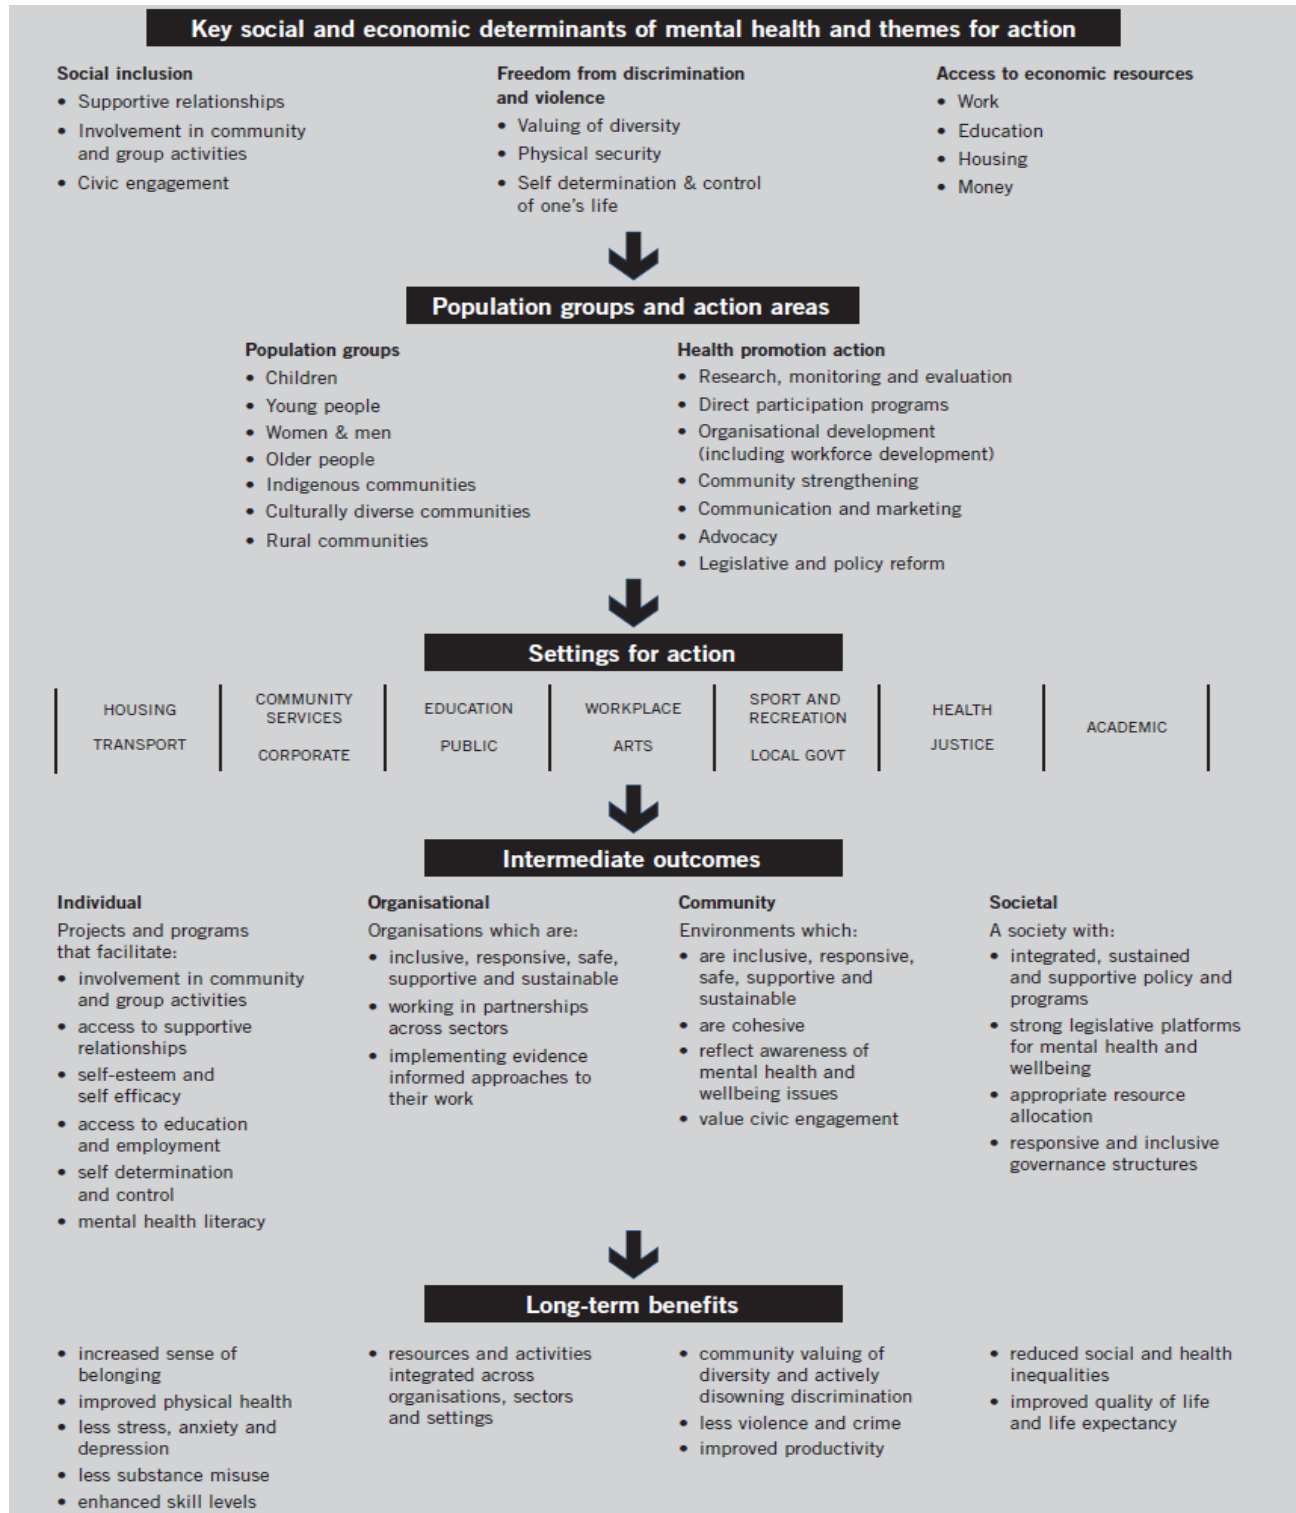 Key social and economic determinants of mental health and themes for action
Social inclusion
• Supportive relationships
• Involvement in community
and group activities
• Civic engagement
Freedom from discrimination
and violence
• Valuing of diversity
• Physical security
• Self determination & control
of one's life
Access to economic resources
• Work
• Education
• Housing
• Money
Population groups and action areas
Population groups
• Children
• Young people
• Women & men
• Older people
• Indigenous communities
• Culturally diverse communities
• Rural communities
Health promotion action
• Research, monitoring and evaluation
• Direct participation programs
• Organisational development
(including workforce development)
• Community strengthening
• Communication and marketing
• Advocacy
• Legislative and policy reform
Settings for action
HOUSING
TRANSPORT
COMMUNITY
SERVICES
CORPORATE
EDUCATION
PUBLIC
WORKPLACE
ARTS
SPORT AND
RECREATION
LOCAL GOVT
HEALTH
JUSTICE
ACADEMIC
Intermediate outcomes
Individual
Projects and programs
that facilitate:
• involvement in community
and group activities
• access to supportive
relationships
• self-esteem and
self efficacy
• access to education
and employment
• self determination
and control
• mental health literacy
Organisational
Organisations which are:
• inclusive, responsive, safe,
supportive and sustainable
• working in partnerships
across sectors
• implementing evidence
informed approaches to
their work
Community
Environments which:
• are inclusive, responsive,
safe, supportive and
sustainable
• are cohesive
• reflect awareness of
mental health and
wellbeing issues
• value civic engagement
Societal
A society with:
• integrated, sustained
and supportive policy and
programs
• strong legislative platforms
for mental health and
wellbeing
• appropriate resource
allocation
• responsive and inclusive
governance structures
Long-term benefits
• increased sense of
belonging
• improved physical health
• less stress, anxiety and
depression
• less substance misuse
• enhanced skill levels
• resources and activities
integrated across
organisations, sectors
and settings
• community valuing of
diversity and actively
disowning discrimination
• less violence and crime
• improved productivity
• reduced social and health
inequalities
• improved quality of life
and life expectancy